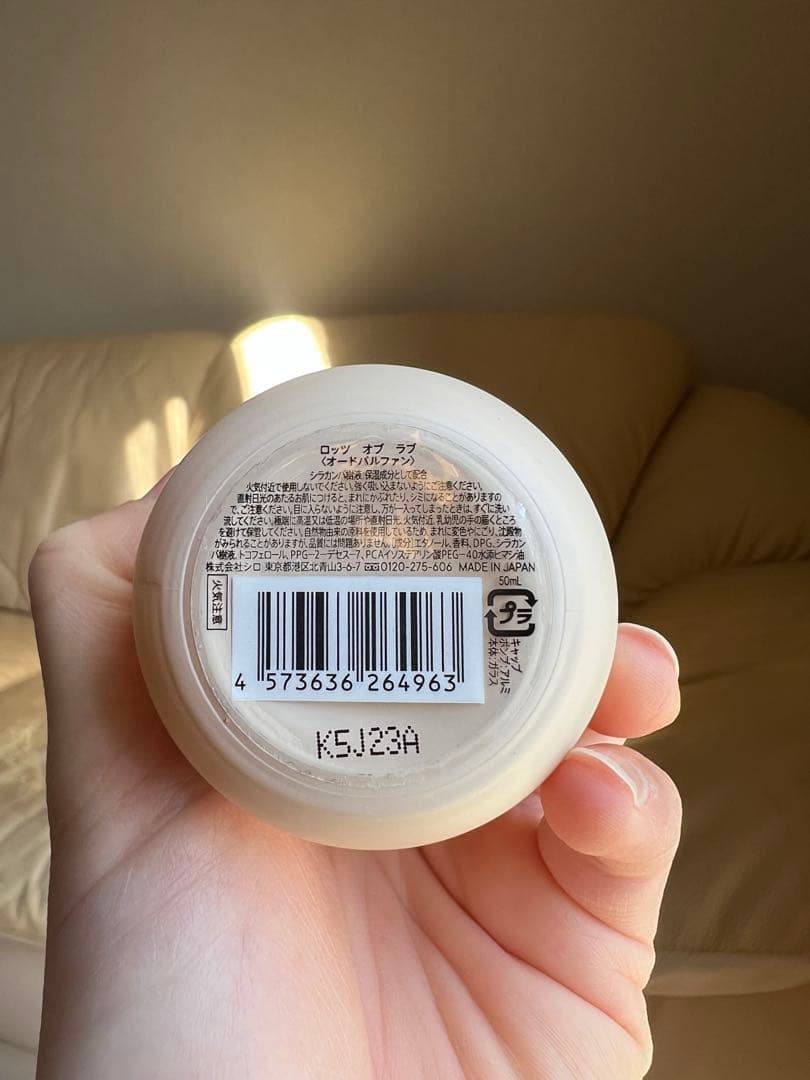 ロッツ オブ ラブ
〈オードパルファン〉
シラカンバ樹液:保湿成分として配合
火気付近で使用しないでください。強く吸い込まないようにご注意ください。
直射日光のあたるお肌につけると、まれにかぶれたり、シミになることがありますの
で、ご注意ください。目に入らないように注意し、万が一入ってしまったときは、すぐに洗い
流してください。極端に高温又は低温の場所や直射日光、火気付近、乳幼児の手の届くところ
を避けて保管してください。自然物由来の原料を使用しているため、まれに変色やにごり、沈殿物
がみられることがありますが、品質には問題ありません。【成分】エタノール、香料、DPG、シラカン
バ樹液、トコフェロール、PPG-2-デセス-7、PCAイソステアリン酸PEG-40水添ヒマシ油
株式会社シロ 東京都港区北青山3-6-7 0120-275-606 MADE IN JAPAN
火気注意
50mL
プラ
キャップ
ポンプ:アルミ
本体:ガラス
4 573636 264963
K5J23A